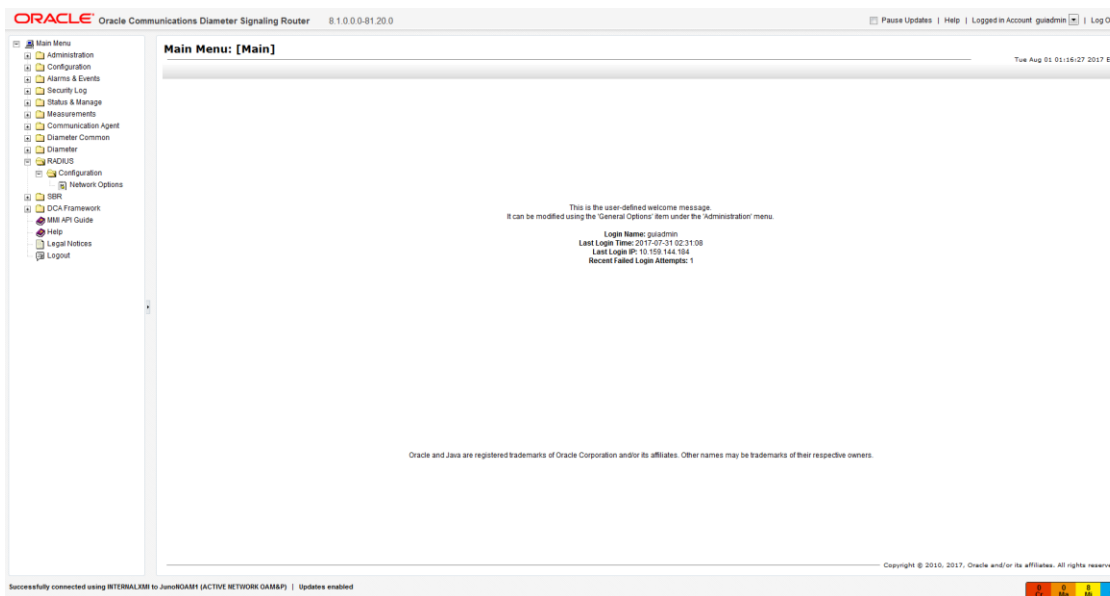 ORACLE Oracle Communications Diameter Signaling Router 8.1.0.0.0-81.20.0
Pause Updates | Help | Logged in Account guiadmin | Log O
Main Menu
Administration
Configuration
Alarms & Events
Security Log
Status & Manage
Measurements
Communication Agent
Diameter Common
Diameter
RADIUS
Configuration
Network Options
SBR
DCA Framework
MMI API Guide
Help
Legal Notices
Logout
Main Menu: [Main]
Tue Aug 01 01:16:27 2017 E
This is the user-defined welcome message.
It can be modified using the 'General Options' item under the 'Administration' menu.
Login Name: guiadmin
Last Login Time: 2017-07-31 02:31:08
Last Login IP: 10.159.144.184
Recent Failed Login Attempts: 1
Oracle and Java are registered trademarks of Oracle Corporation and/or its affiliates. Other names may be trademarks of their respective owners.
Copyright © 2010, 2017, Oracle and/or its affiliates. All rights reserve
Successfully connected using INTERNALXMI to JunoNOAM1 (ACTIVE NETWORK OAM&P) | Updates enabled
0 0 8
Cr Ma Mi